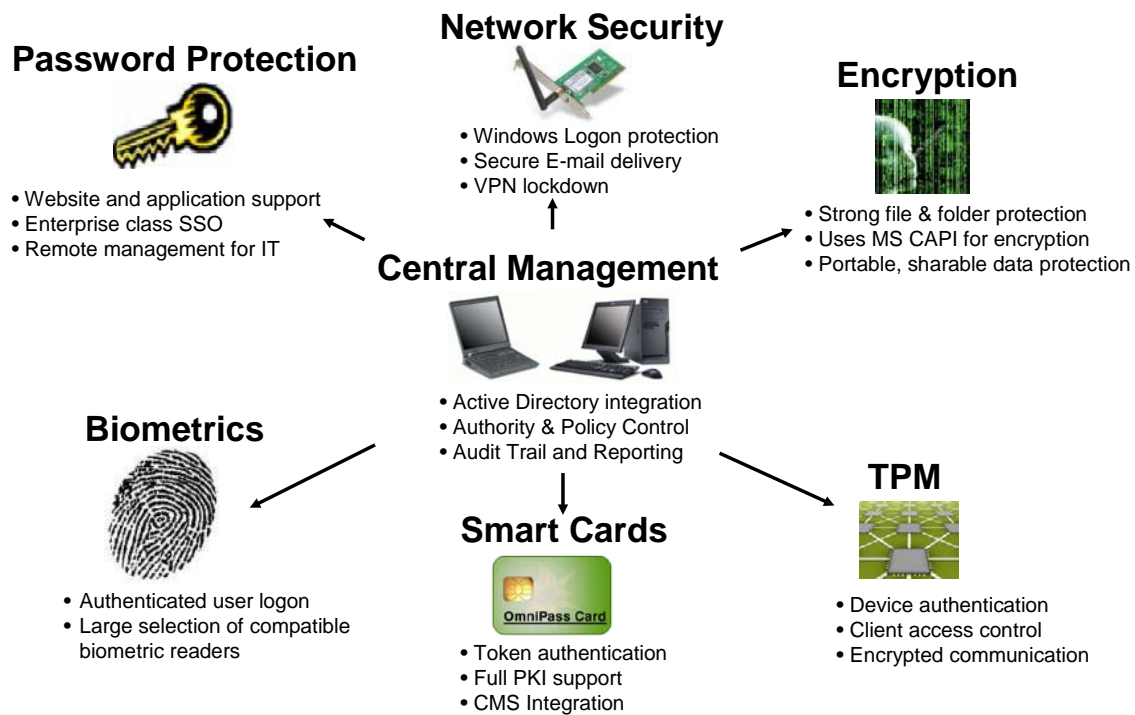 Network Security
• Windows Logon protection
• Secure E-mail delivery
• VPN lockdown
Password Protection
• Website and application support
• Enterprise class SSO
• Remote management for IT
Encryption
• Strong file & folder protection
• Uses MS CAPI for encryption
• Portable, sharable data protection
Central Management
• Active Directory integration
• Authority & Policy Control
• Audit Trail and Reporting
Biometrics
• Authenticated user logon
• Large selection of compatible
biometric readers
Smart Cards
OmniPass Card
• Token authentication
• Full PKI support
• CMS Integration
TPM
• Device authentication
• Client access control
• Encrypted communication